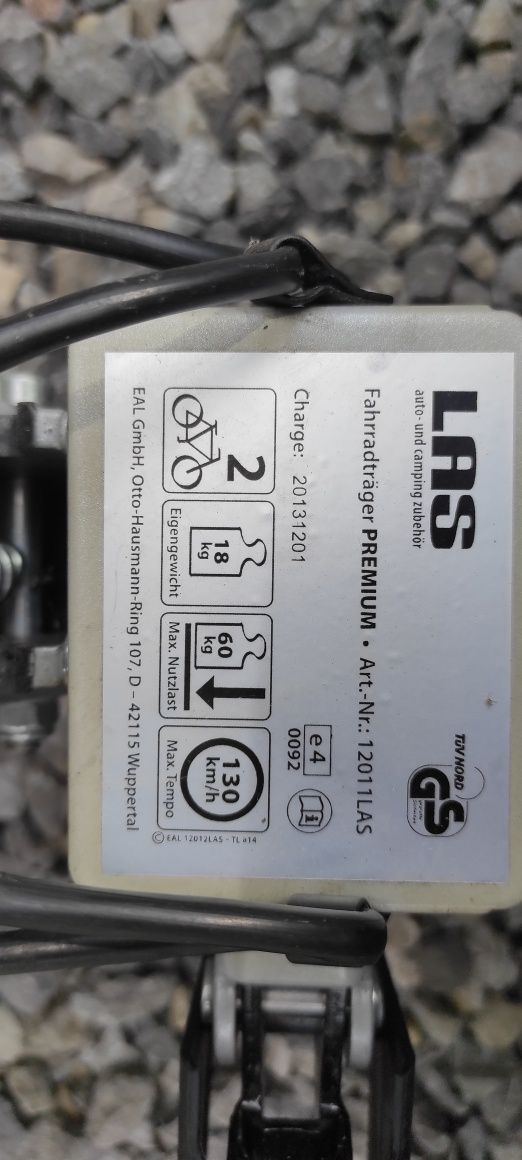 LAS
auto- und camping zubehör
TÜV NORD
GS
Fahrradträger PREMIUM • Art.-Nr.: 12011LAS
Charge: 20131201
e4
0092
i
2
18
kg
Eigengewicht
60
kg
Max. Nutzlast
130
km/h
Max. Tempo
EAL GmbH, Otto-Hausmann-Ring 107, D – 42115 Wuppertal
© EAL 12012LAS - TL a14